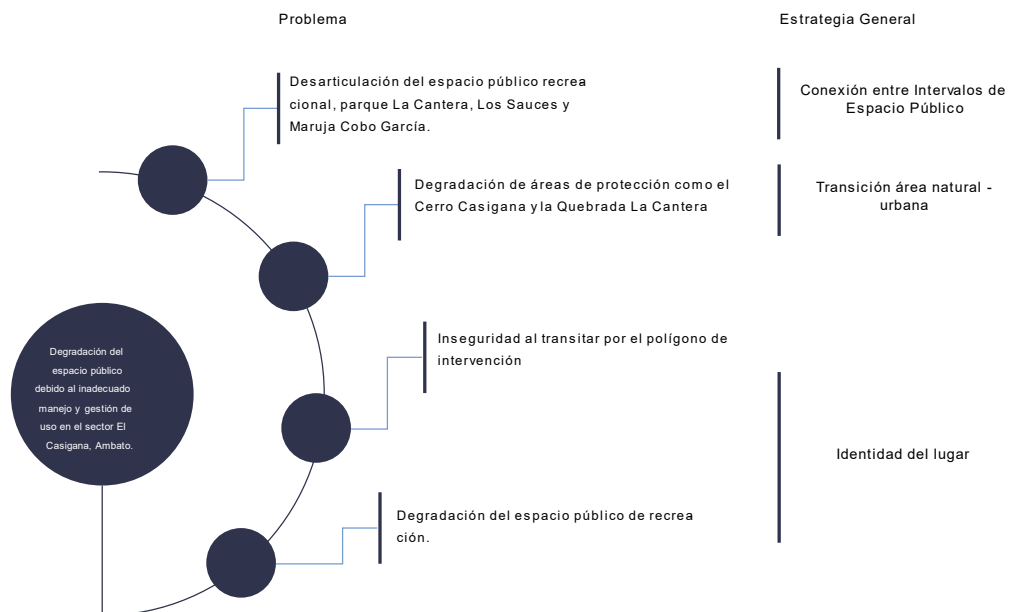 Problema
Estrategia General
Desarticulación del espacio público recrea
cional, parque La Cantera, Los Sauces y
Maruja Cobo García.
Conexión entre Intervalos de
Espacio Público
Degradación de áreas de protección como el
Cerro Casigana y la Quebrada La Cantera
Transición área natural -
urbana
Inseguridad al transitar por el polígono de
intervención
Degradación del
espacio público
debido al inadecuado
manejo y gestión de
uso en el sector El
Casigana, Ambato.
Identidad del lugar
Degradación del espacio público de recrea
ción.